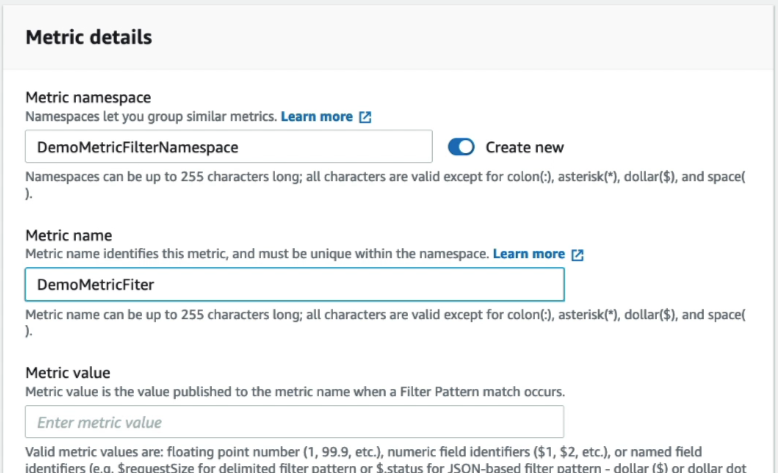 Metric details
Metric namespace
Namespaces let you group similar metrics. Learn more
DemoMetricFilterNamespace
Create new
Namespaces can be up to 255 characters long; all characters are valid except for colon(:), asterisk(*), dollar($), and space(
).
Metric name
Metric name identifies this metric, and must be unique within the namespace. Learn more
DemoMetricFiter
Metric name can be up to 255 characters long; all characters are valid except for colon(:), asterisk(*), dollar($), and space(
).
Metric value
Metric value is the value published to the metric name when a Filter Pattern match occurs.
Enter metric value
Valid metric values are: floating point number (1, 99.9, etc.), numeric field identifiers ($1, $2, etc.), or named field
identifiers (e.g. $requestSize for delimited filter pattern or $.status for JSON-based filter pattern - dollar ($) or dollar dot